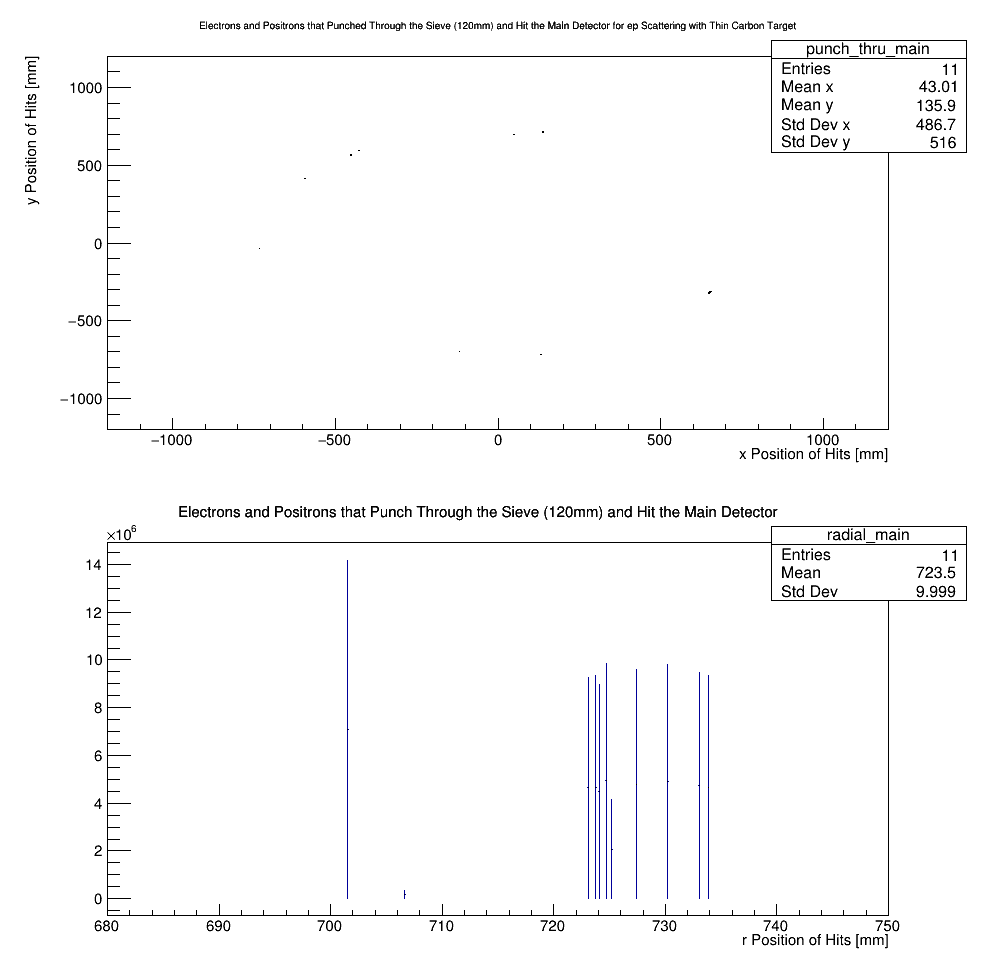 Electrons and Positrons that Punched Through the Sieve (120mm) and Hit the Main Detector for ep Scattering with Thin Carbon Target
punch_thru_main
Entries 11
Mean x 43.01
Mean y 135.9
Std Dev x 486.7
Std Dev y 516
y Position of Hits [mm]
1000
500
0
−500
−1000
−1000 −500 0 500 1000
x Position of Hits [mm]
Electrons and Positrons that Punch Through the Sieve (120mm) and Hit the Main Detector
×10⁶
radial_main
Entries 11
Mean 723.5
Std Dev 9.999
14
12
10
8
6
4
2
0
680 690 700 710 720 730 740 750
r Position of Hits [mm]